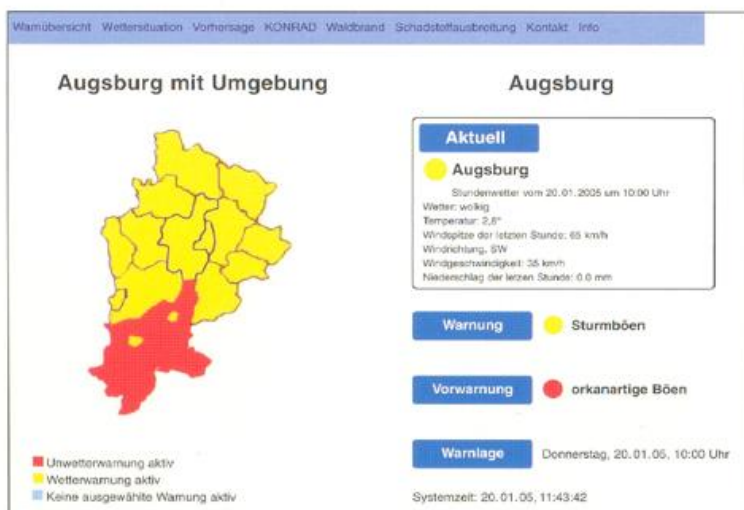 Warnübersicht Wettersituation Vorhersage KONRAD Waldbrand Schadstoffausbreitung Kontakt Info
Augsburg mit Umgebung
Unwetterwarnung aktiv
Wetterwarnung aktiv
Keine ausgewählte Warnung aktiv
Augsburg
Aktuell
Augsburg
Stundenwetter vom 20.01.2005 um 10:00 Uhr
Wetter: wolkig
Temperatur: 2,8°
Windspitze der letzten Stunde: 65 km/h
Windrichtung, SW
Windgeschwindigkeit: 35 km/h
Niederschlag der letzen Stunde: 0.0 mm
Warnung Sturmböen
Vorwarnung orkanartige Böen
Warnlage Donnerstag, 20.01.05, 10:00 Uhr
Systemzeit: 20.01.05, 11:43:42